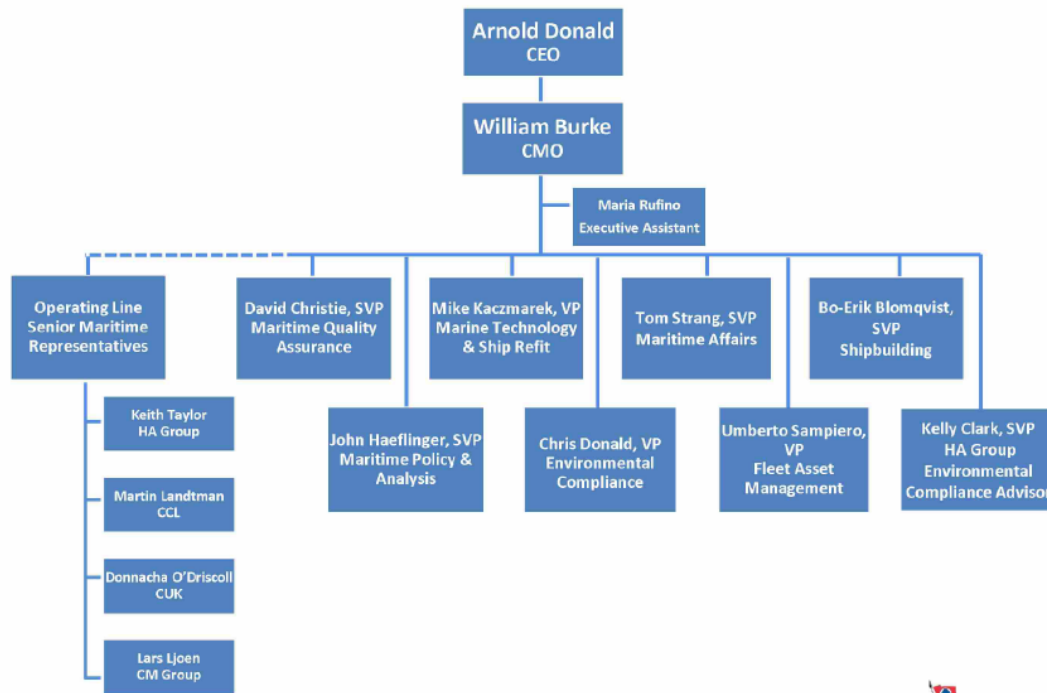 Arnold Donald
CEO
William Burke
CMO
Maria Rufino
Executive Assistant
Operating Line
Senior Maritime
Representatives
David Christie, SVP
Maritime Quality
Assurance
Mike Kaczmarek, VP
Marine Technology
& Ship Refit
Tom Strang, SVP
Maritime Affairs
Bo-Erik Blomqvist,
SVP
Shipbuilding
John Haeflinger, SVP
Maritime Policy &
Analysis
Chris Donald, VP
Environmental
Compliance
Umberto Sampiero,
VP
Fleet Asset
Management
Kelly Clark, SVP
HA Group
Environmental
Compliance Advisor
Keith Taylor
HA Group
Martin Landtman
CCL
Donnacha O’Driscoll
CUK
Lars Ljoen
CM Group